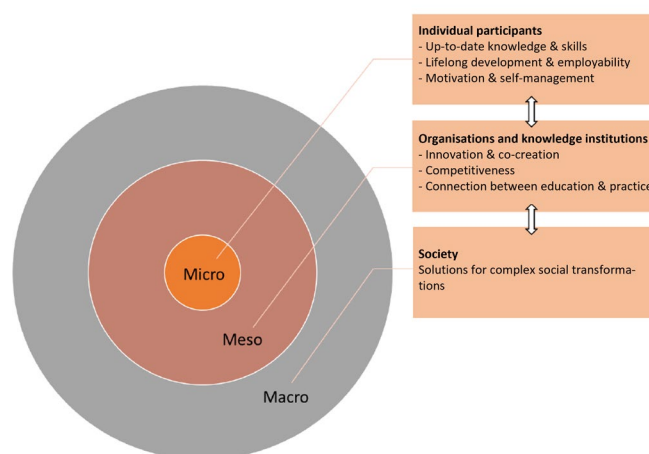 Individual participants
- Up-to-date knowledge & skills
- Lifelong development & employability
- Motivation & self-management
Organisations and knowledge institutions
- Innovation & co-creation
- Competitiveness
- Connection between education & practice
Society
Solutions for complex social transforma-
tions
Micro
Meso
Macro